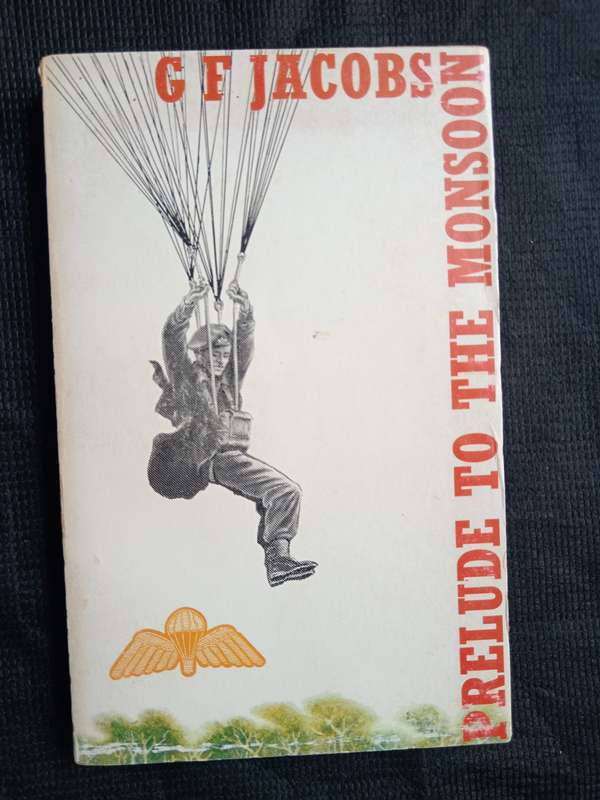 G F JACOBS
PRELUDE TO THE MONSOON